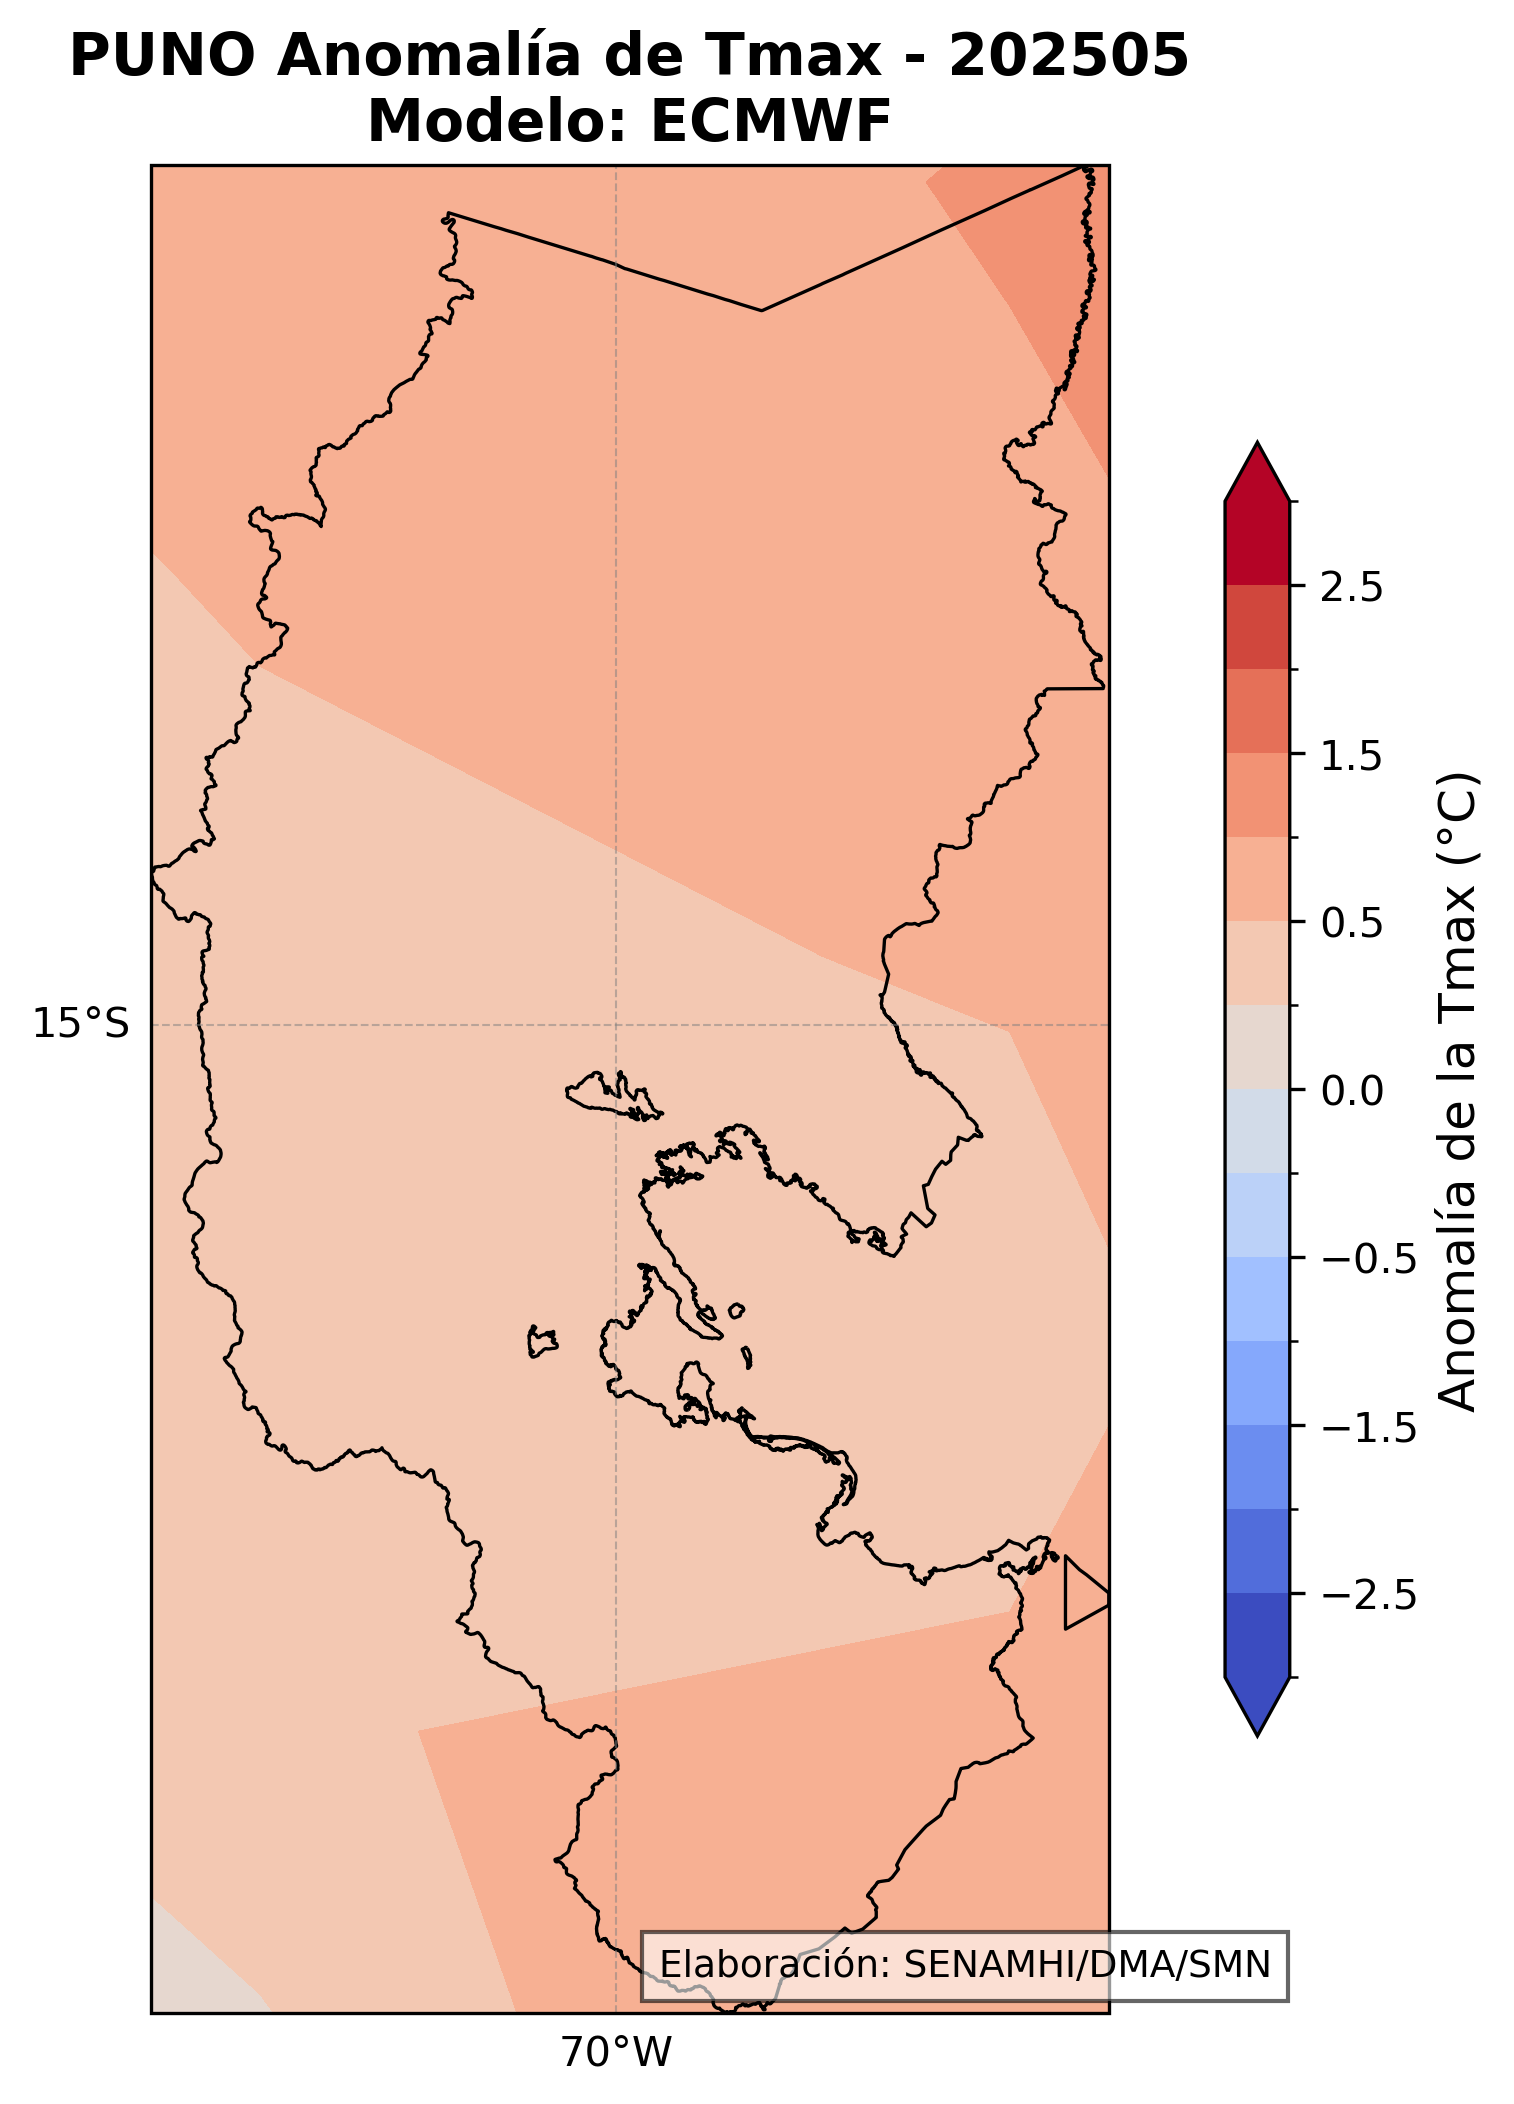 PUNO Anomalía de Tmax - 202505
Modelo: ECMWF
15°S
70°W
2.5
1.5
0.5
0.0
−0.5
−1.5
−2.5
Anomalía de la Tmax (°C)
Elaboración: SENAMHI/DMA/SMN